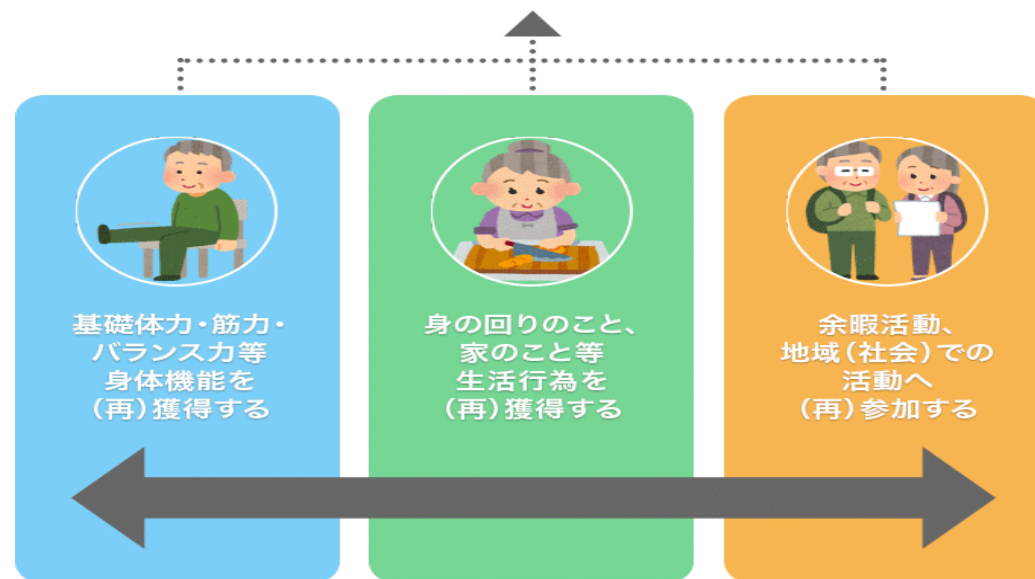 基礎体力・筋力・
バランス力等
身体機能を
（再）獲得する
身の回りのこと、
家のこと等
生活行為を
（再）獲得する
余暇活動、
地域（社会）での
活動へ
（再）参加する